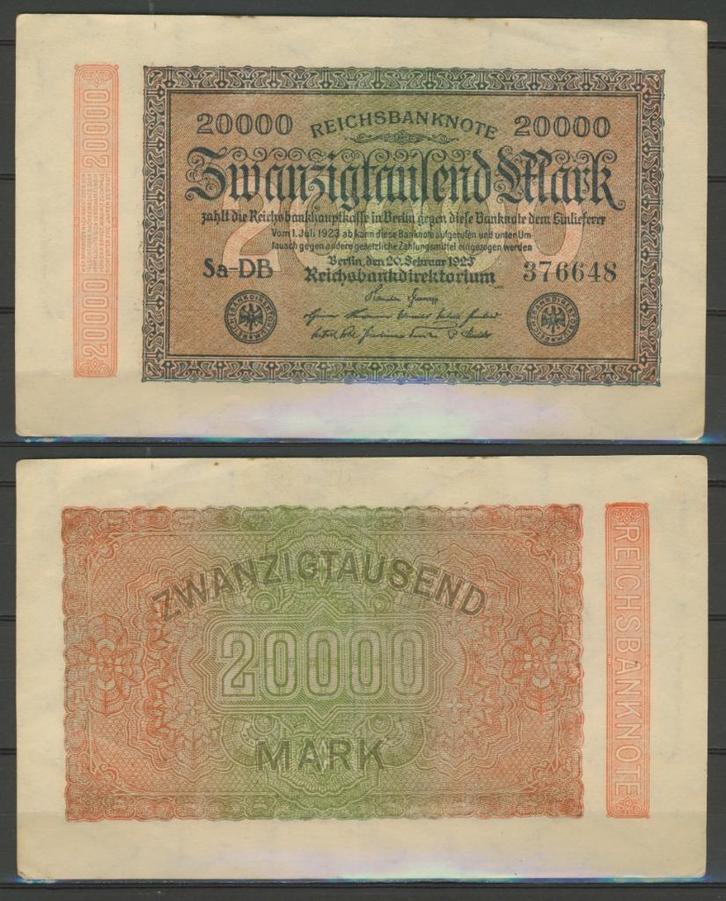 20000 REICHSBANKNOTE 20000
Zwanzigtausend Mark
zahlt die Reichsbankhauptkasse in Berlin gegen diese Banknote dem Einlieferer
Vom 1. Juli 1923 ab kann diese Banknote aufgerufen und unter Um
tausch gegen andere gesetzliche Zahlungsmittel eingezogen werden
Berlin, den 20. Februar 1923
Sa-DB Reichsbankdirektorium 376648
20000
20000
20000
ZWANZIGTAUSEND
20000
MARK
REICHSBANKNOTE